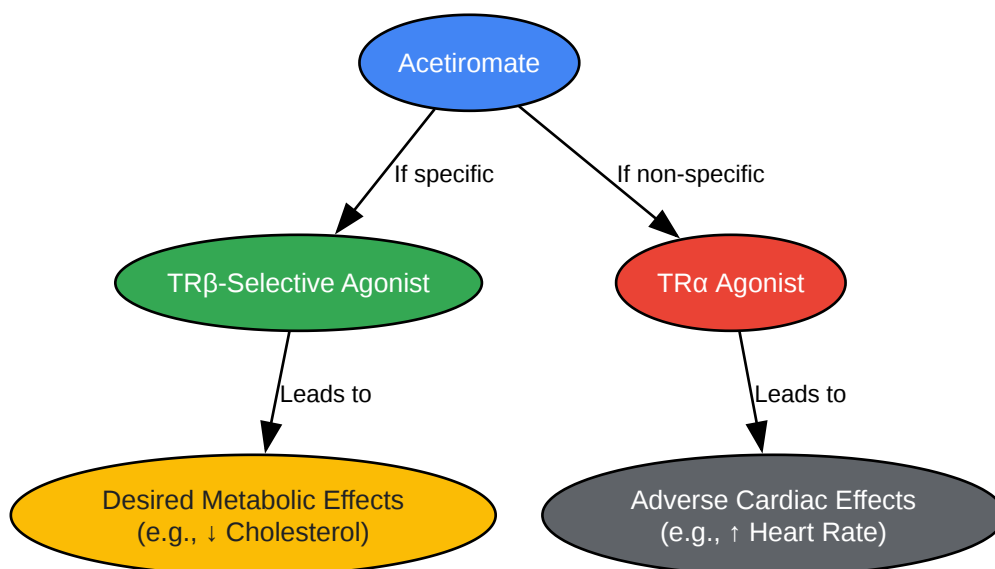 Acetiromate
If specific
If non-specific
TRβ-Selective Agonist
TRα Agonist
Leads to
Leads to
Desired Metabolic Effects
(e.g., ↓ Cholesterol)
Adverse Cardiac Effects
(e.g., ↑ Heart Rate)